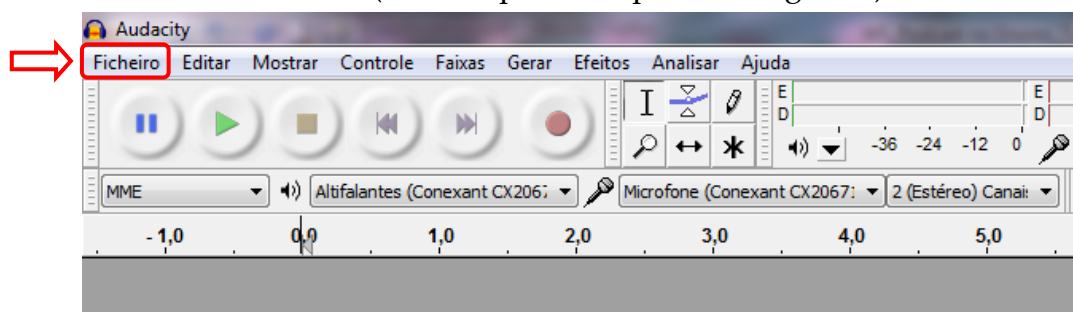 Audacity
Ficheiro Editar Mostrar Controle Faixas Gerar Efeitos Analisar Ajuda
E E
D D
-36 -24 -12 0
MME Altifalantes (Conexant CX2067 Microfone (Conexant CX20671 2 (Estéreo) Canais
- 1,0 0,0 1,0 2,0 3,0 4,0 5,0